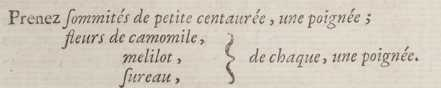 Prenez ſommités de petite centaurée, une poignée ;
fleurs de camomile,
melilot, } de chaque, une poignée.
ſureau,